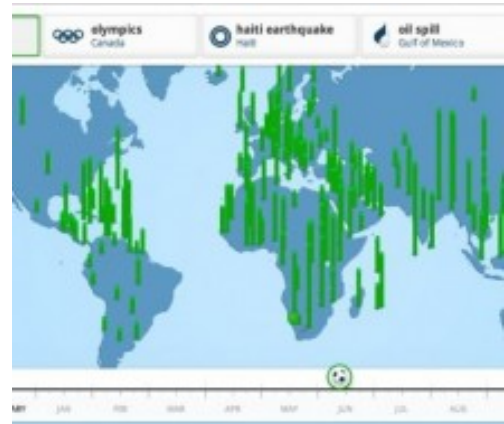 olympics
Canada
haiti earthquake
Haiti
oil spill
Gulf of Mexico
JAN
FEB
MAR
APR
MAY
JUN
JUL
AUG